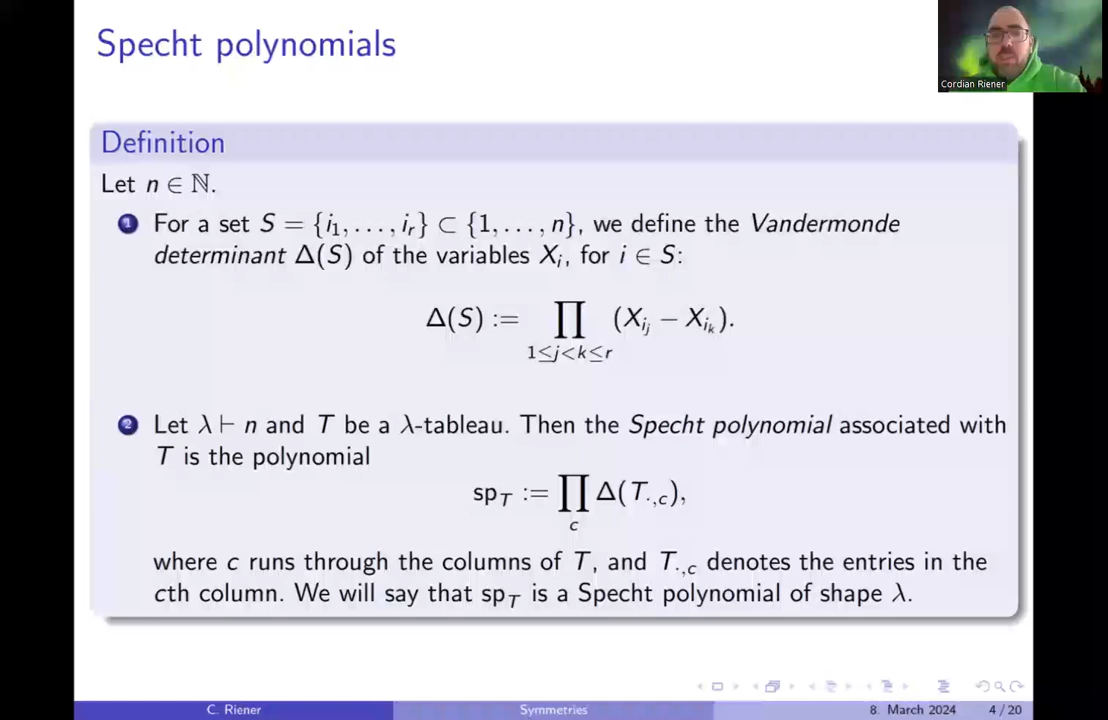 Specht polynomials
Cordian Riener
Definition
Let n ∈ ℕ.
1 For a set S = {i₁, . . . , iᵣ} ⊂ {1, . . . , n}, we define the Vandermonde
determinant Δ(S) of the variables Xᵢ, for i ∈ S:
Δ(S) := ∏_{1≤j<k≤r} (X_{i_j} − X_{i_k}).
2 Let λ ⊢ n and T be a λ-tableau. Then the Specht polynomial associated with
T is the polynomial
sp_T := ∏_c Δ(T_{·,c}),
where c runs through the columns of T, and T_{·,c} denotes the entries in the
cth column. We will say that sp_T is a Specht polynomial of shape λ.
C. Riener Symmetries 8. March 2024 4 / 20